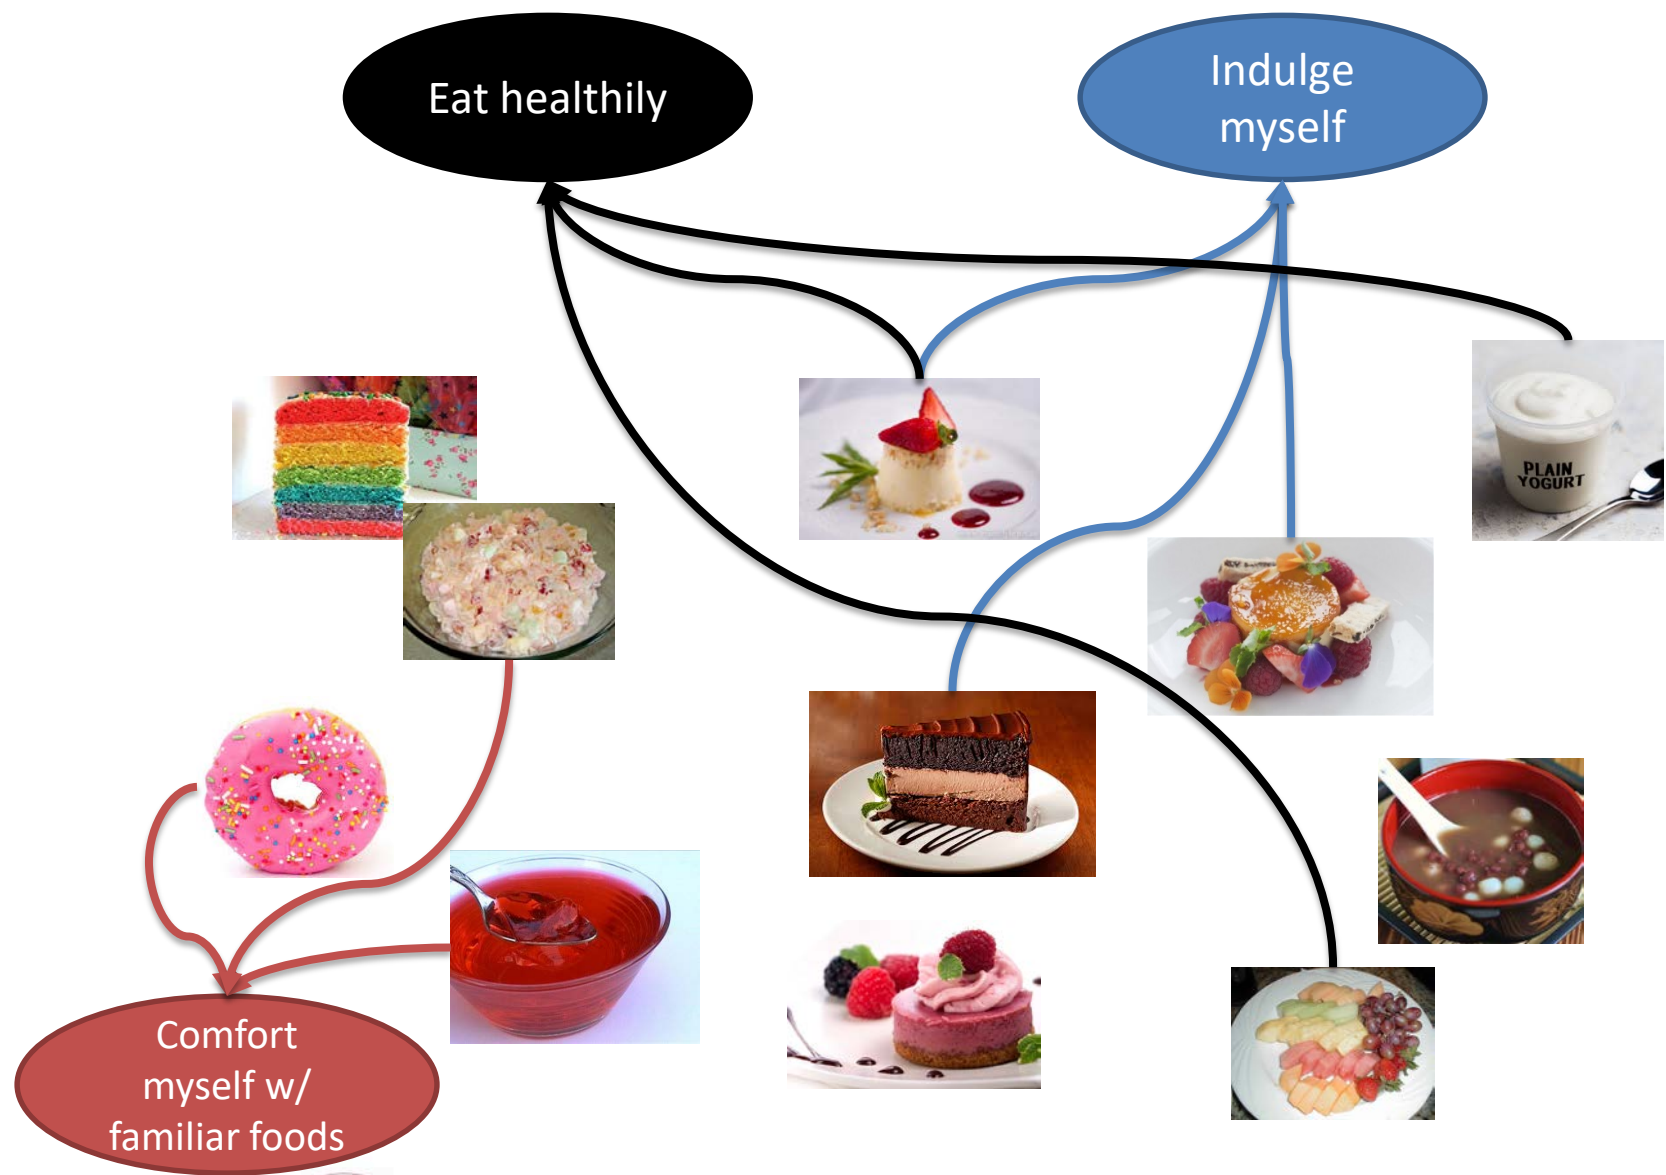 Eat healthily
Indulge
myself
PLAIN
YOGURT
Comfort
myself w/
familiar foods